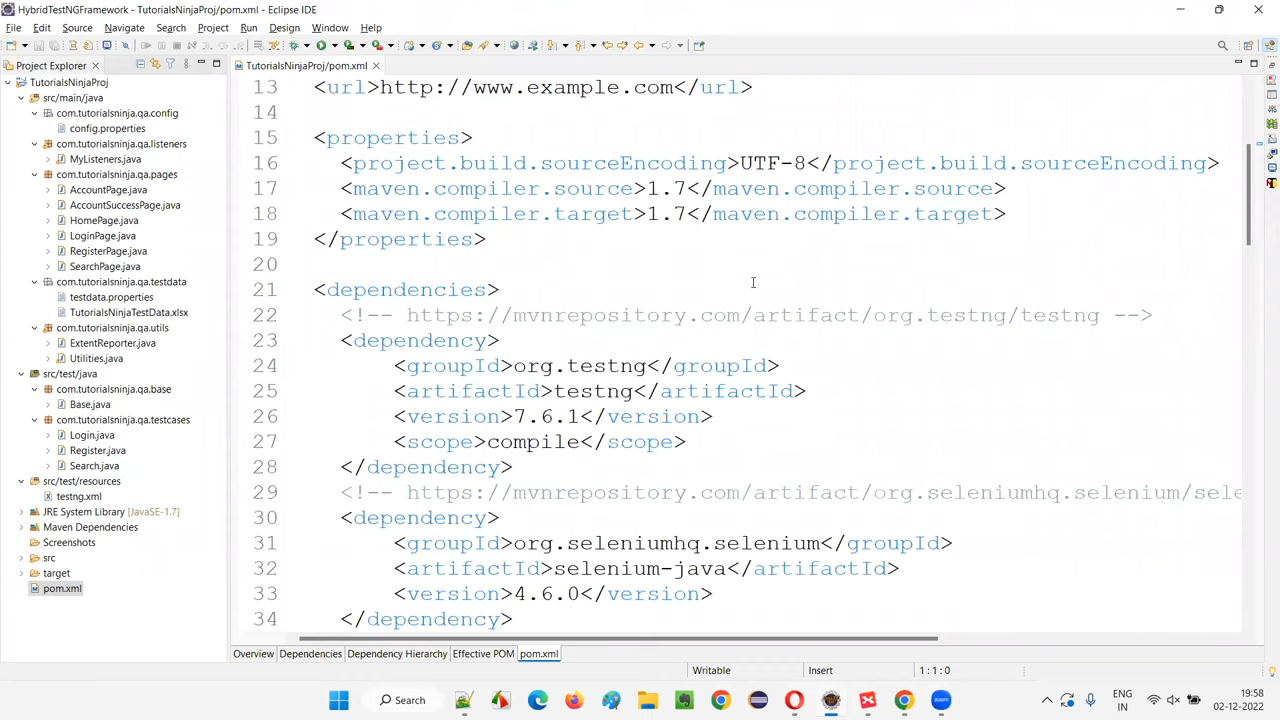 HybridTestNGFramework - TutorialsNinjaProj/pom.xml - Eclipse IDE
File Edit Source Navigate Search Project Run Design Window Help
Project Explorer
TutorialsNinjaProj
src/main/java
com.tutorialsninja.qa.config
config.properties
com.tutorialsninja.qa.listeners
MyListeners.java
com.tutorialsninja.qa.pages
AccountPage.java
AccountSuccessPage.java
HomePage.java
LoginPage.java
RegisterPage.java
SearchPage.java
com.tutorialsninja.qa.testdata
testdata.properties
TutorialsNinjaTestData.xlsx
com.tutorialsninja.qa.utils
ExtentReporter.java
Utilities.java
src/test/java
com.tutorialsninja.qa.base
Base.java
com.tutorialsninja.qa.testcases
Login.java
Register.java
Search.java
src/test/resources
testng.xml
JRE System Library [JavaSE-1.7]
Maven Dependencies
Screenshots
src
target
pom.xml
TutorialsNinjaProj/pom.xml
13 <url>http://www.example.com</url>
14
15 <properties>
16 <project.build.sourceEncoding>UTF-8</project.build.sourceEncoding>
17 <maven.compiler.source>1.7</maven.compiler.source>
18 <maven.compiler.target>1.7</maven.compiler.target>
19 </properties>
20
21 <dependencies>
22 <!-- https://mvnrepository.com/artifact/org.testng/testng -->
23 <dependency>
24 <groupId>org.testng</groupId>
25 <artifactId>testng</artifactId>
26 <version>7.6.1</version>
27 <scope>compile</scope>
28 </dependency>
29 <!-- https://mvnrepository.com/artifact/org.seleniumhq.selenium/sele
30 <dependency>
31 <groupId>org.seleniumhq.selenium</groupId>
32 <artifactId>selenium-java</artifactId>
33 <version>4.6.0</version>
34 </dependency>
Overview Dependencies Dependency Hierarchy Effective POM pom.xml
Writable Insert 1 : 1 : 0
Search
ENG
IN
19:58
02-12-2022